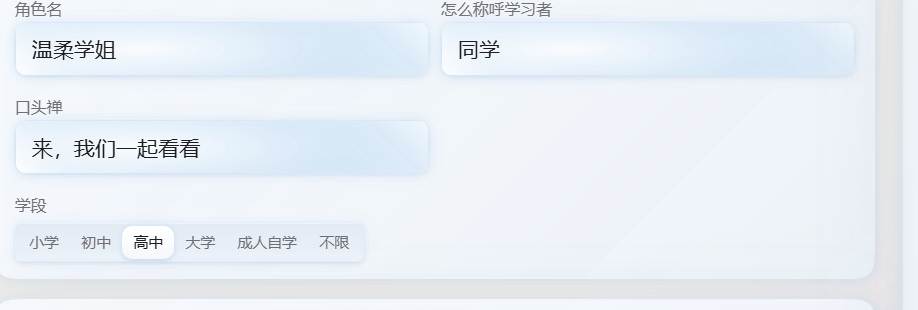 角色名
怎么称呼学习者
温柔学姐
同学
口头禅
来，我们一起看看
学段
小学 初中 高中 大学 成人自学 不限